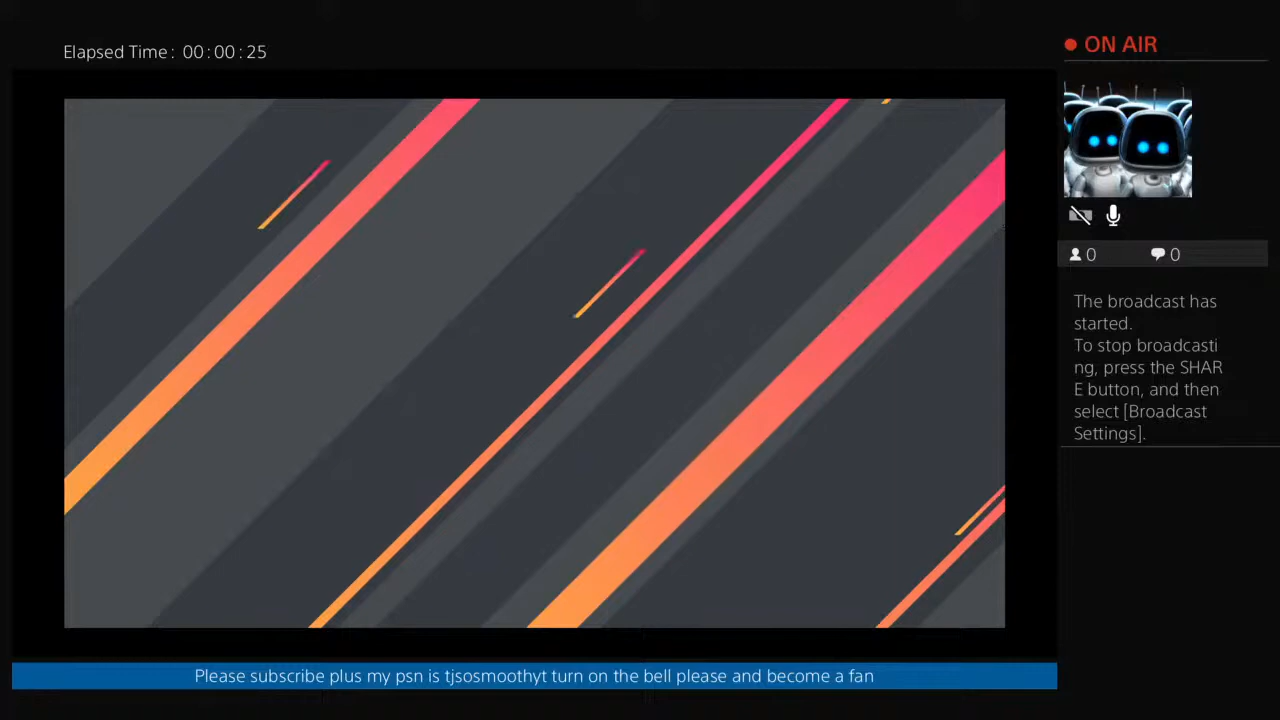 Elapsed Time: 00:00:25
ON AIR
0 0
The broadcast has
started.
To stop broadcasti
ng, press the SHAR
E button, and then
select [Broadcast
Settings].
Please subscribe plus my psn is tjsosmoothyt turn on the bell please and become a fan